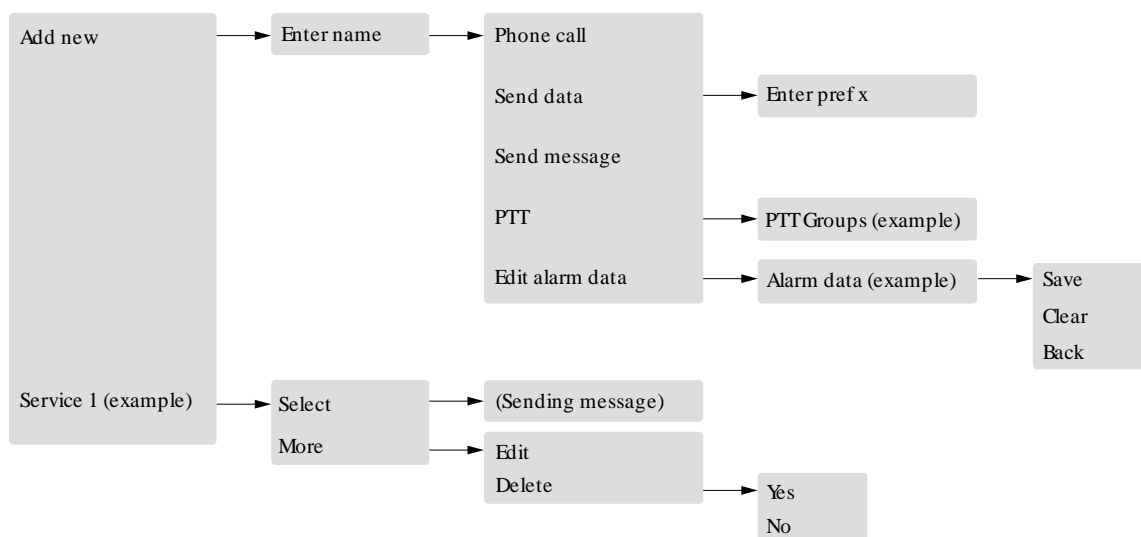 Add new
Enter name
Phone call
Send data
Enter pref x
Send message
PTT
PTT Groups (example)
Edit alarm data
Alarm data (example)
Save
Clear
Back
Service 1 (example)
Select
(Sending message)
More
Edit
Delete
Yes
No